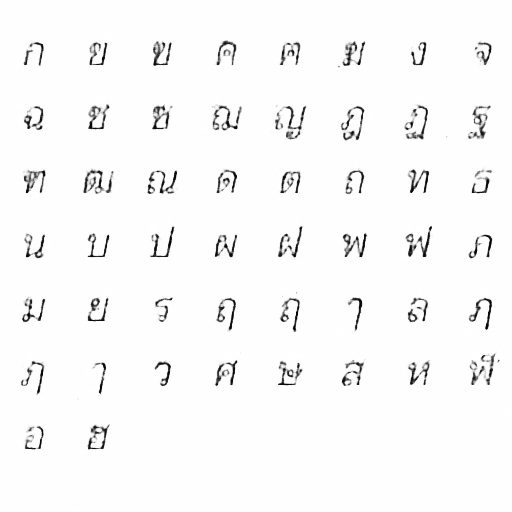 ก ข ฃ ค ฅ ฆ ง จ
ฉ ช ซ ฌ ญ ฎ ฏ ฐ
ฑ ฒ ณ ด ต ถ ท ธ
น บ ป ผ ฝ พ ฟ ภ
ม ย ร ฤ ฤ ๅ ล ฦ
ฦ ๅ ว ศ ษ ส ห ฬ
อ ฮ